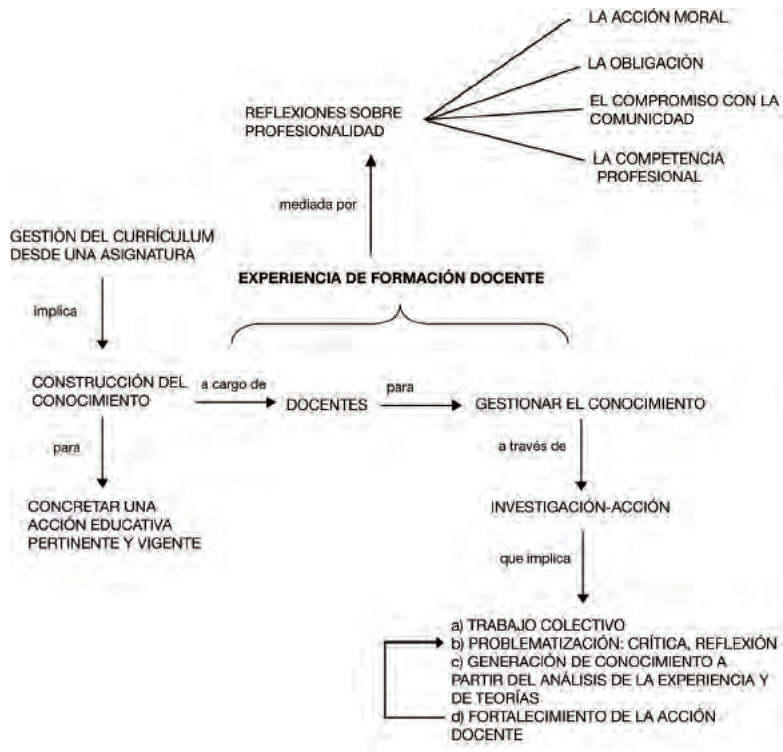 LA ACCIÓN MORAL
LA OBLIGACIÓN
EL COMPROMISO CON LA
COMUNICDAD
LA COMPETENCIA
PROFESIONAL
REFLEXIONES SOBRE
PROFESIONALIDAD
mediada por
GESTIÓN DEL CURRÍCULUM
DESDE UNA ASIGNATURA
EXPERIENCIA DE FORMACIÓN DOCENTE
implica
CONSTRUCCIÓN DEL
CONOCIMIENTO
a cargo de
DOCENTES
para
GESTIONAR EL CONOCIMIENTO
para
CONCRETAR UNA
ACCIÓN EDUCATIVA
PERTINENTE Y VIGENTE
a través de
INVESTIGACIÓN-ACCIÓN
que implica
a) TRABAJO COLECTIVO
b) PROBLEMATIZACIÓN: CRÍTICA, REFLEXIÓN
c) GENERACIÓN DE CONOCIMIENTO A
PARTIR DEL ANÁLISIS DE LA EXPERIENCIA Y
DE TEORÍAS
d) FORTALECIMIENTO DE LA ACCIÓN
DOCENTE